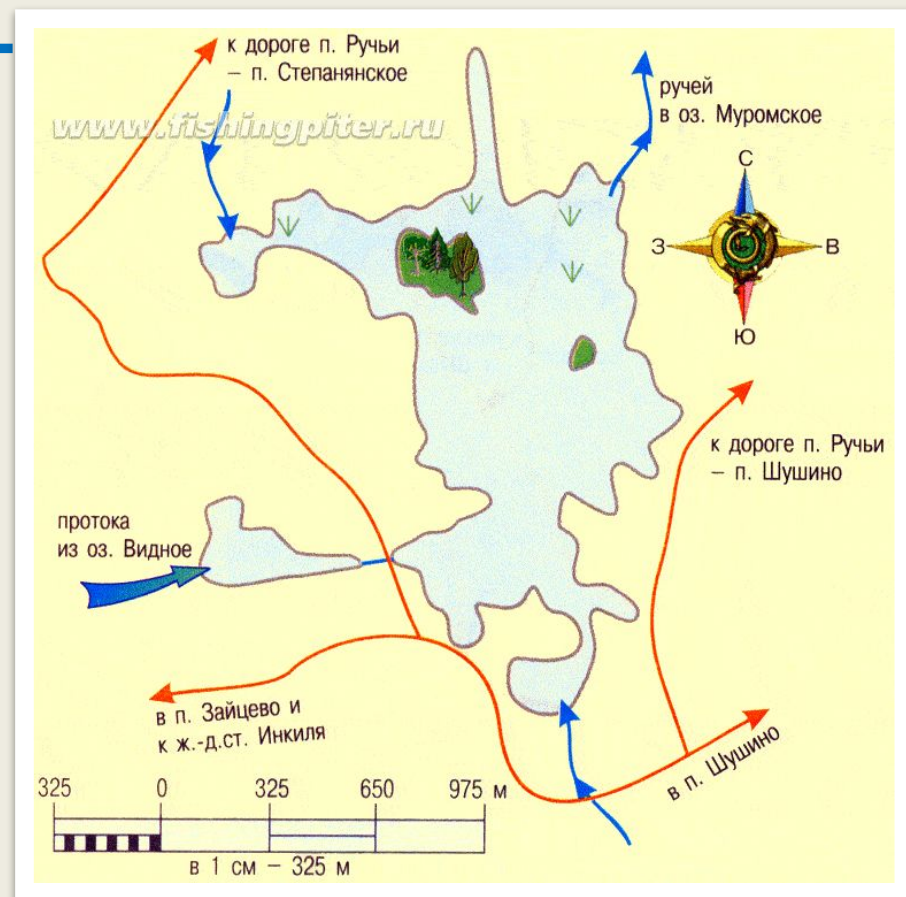 к дороге п. Ручьи
– п. Степанянское
www.fishingpiter.ru
ручей
в оз. Муромское
С
З
В
Ю
к дороге п. Ручьи
– п. Шушино
протока
из оз. Видное
в п. Зайцево и
к ж.-д.ст. Инкиля
в п. Шушино
325 0 325 650 975 м
в 1 см – 325 м